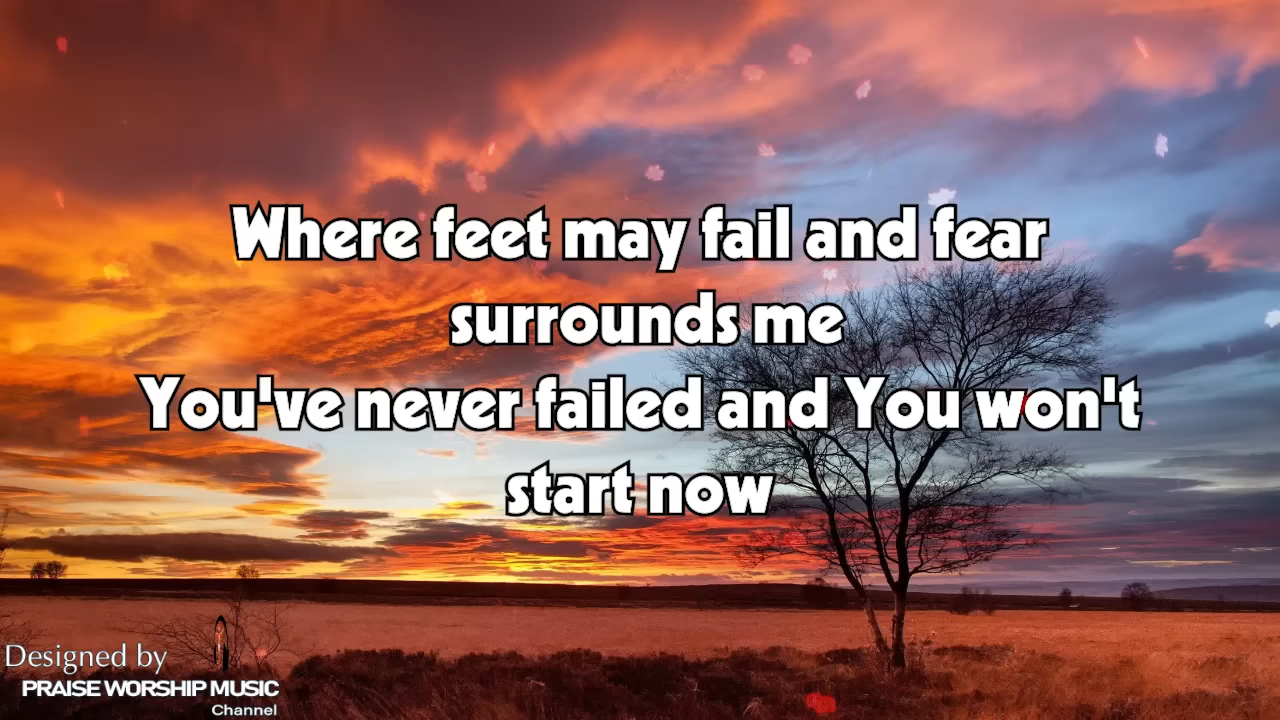 Where feet may fail and fear
surrounds me
You've never failed and You won't
start now
Designed by
PRAISE WORSHIP MUSIC
Channel